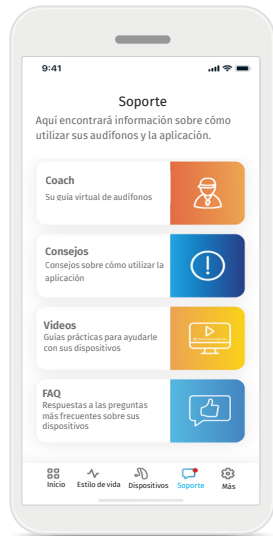 9:41
Soporte
Aquí encontrará información sobre cómo
utilizar sus audífonos y la aplicación.
Coach
Su guía virtual de audífonos
Consejos
Consejos sobre cómo utilizar la
aplicación
Vídeos
Guías prácticas para ayudarle
con sus dispositivos
FAQ
Respuestas a las preguntas
más frecuentes sobre sus
dispositivos
Inicio Estilo de vida Dispositivos Soporte Más